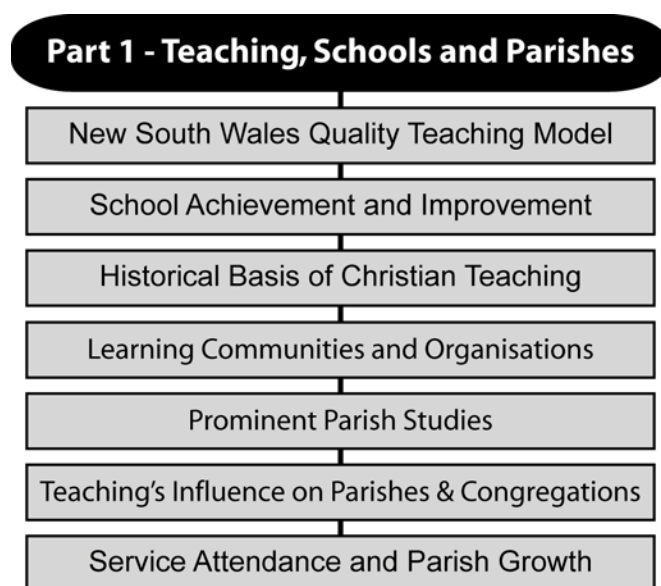 Part 1 - Teaching, Schools and Parishes
New South Wales Quality Teaching Model
School Achievement and Improvement
Historical Basis of Christian Teaching
Learning Communities and Organisations
Prominent Parish Studies
Teaching's Influence on Parishes & Congregations
Service Attendance and Parish Growth